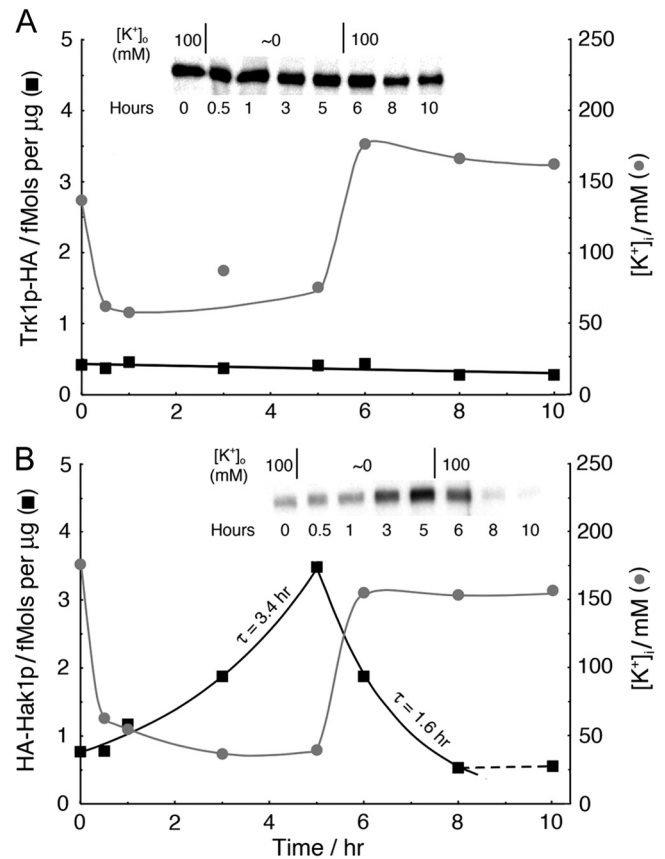 A
[K⁺]ₒ
(mM)
100 ~0 100
Hours 0 0.5 1 3 5 6 8 10
5
4
3
2
1
0
Trk1p-HA / fMols per µg (■)
250
200
150
100
50
0
[K⁺]ᵢ/mM (●)
0 2 4 6 8 10
B
[K⁺]ₒ
(mM)
100 ~0 100
Hours 0 0.5 1 3 5 6 8 10
5
4
3
2
1
0
HA-Hak1p/fMols per µg (■)
τ = 3.4 hr
τ = 1.6 hr
250
200
150
100
50
0
[K⁺]ᵢ/mM (●)
0 2 4 6 8 10
Time / hr